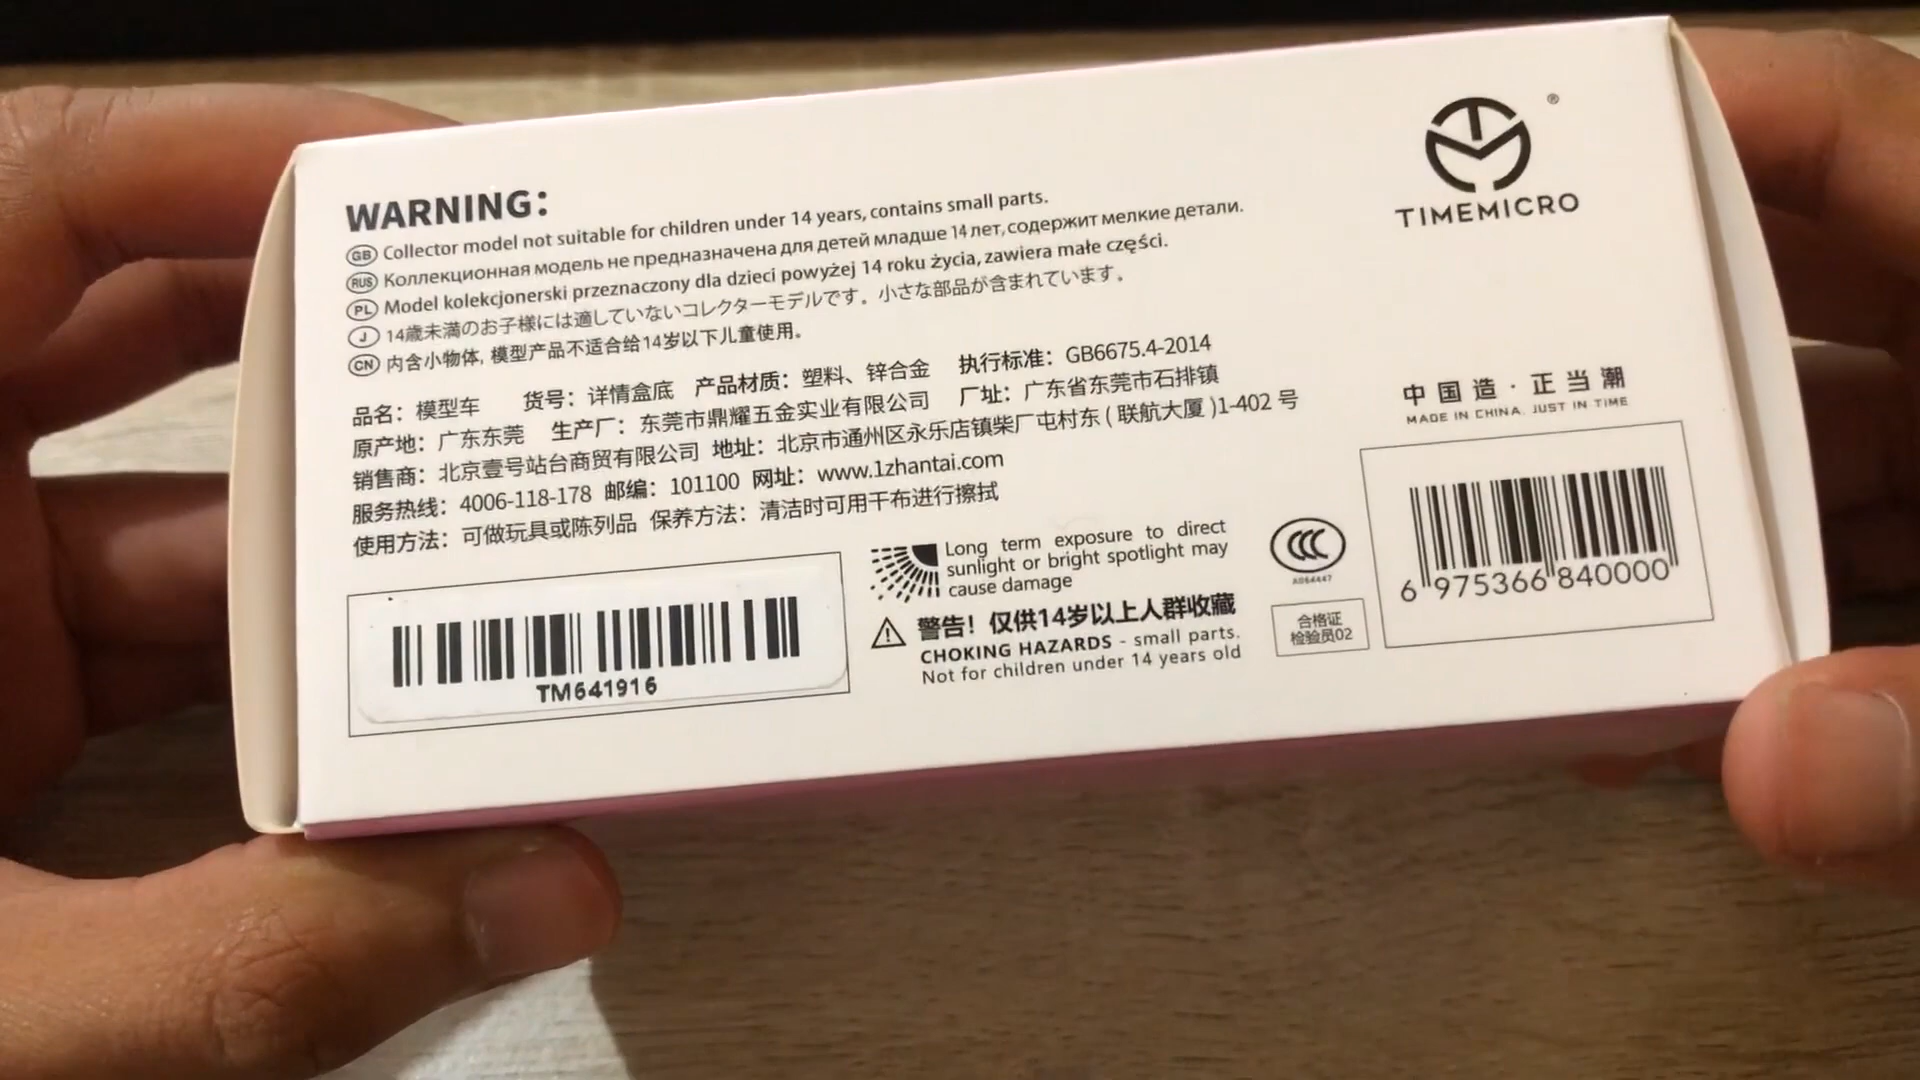 WARNING:
GB Collector model not suitable for children under 14 years, contains small parts.
RUS Коллекционная модель не предназначена для детей младше 14 лет, содержит мелкие детали.
PL Model kolekcjonerski przeznaczony dla dzieci powyżej 14 roku życia, zawiera małe części.
J 14歳未満のお子様には適していないコレクターモデルです。小さな部品が含まれています。
CN 内含小物体, 模型产品不适合给14岁以下儿童使用。
品名：模型车 货号：详情盒底 产品材质：塑料、锌合金 执行标准：GB6675.4-2014
原产地：广东东莞 生产厂：东莞市鼎耀五金实业有限公司 厂址：广东省东莞市石排镇
销售商：北京壹号站台商贸有限公司 地址：北京市通州区永乐店镇柴厂屯村东 ( 联航大厦 )1-402 号
服务热线：4006-118-178 邮编：101100 网址：www.1zhantai.com
使用方法：可做玩具或陈列品 保养方法：清洁时可用干布进行擦拭
TM641916
Long term exposure to direct
sunlight or bright spotlight may
cause damage
警告！仅供14岁以上人群收藏
CHOKING HAZARDS - small parts.
Not for children under 14 years old
CCC
A064447
合格证
检验员02
®
TIMEMICRO
中国造·正当潮
MADE IN CHINA. JUST IN TIME
6 975366 840000